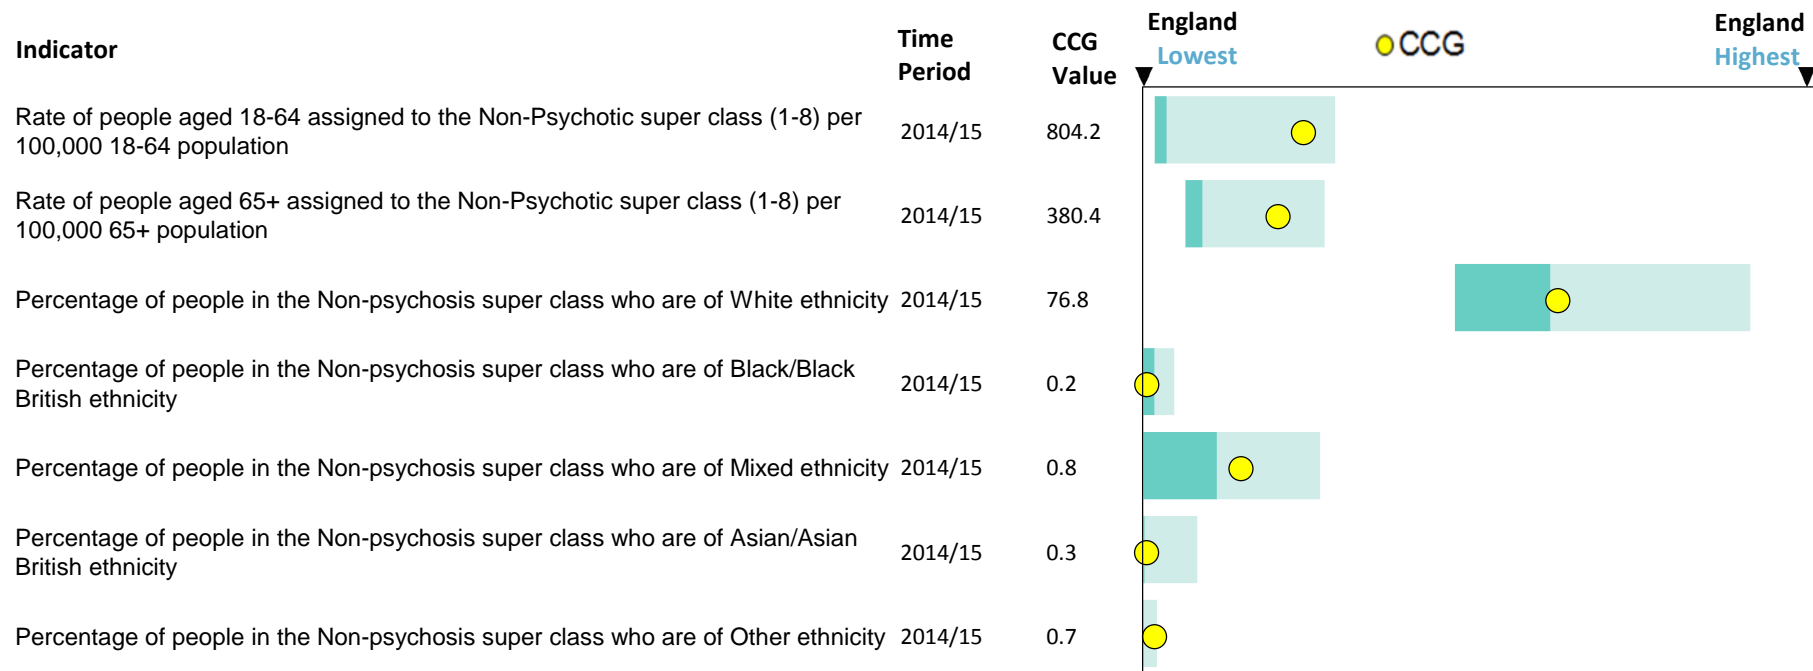 Indicator
Time
Period
CCG
Value
England
Lowest
CCG
England
Highest
Rate of people aged 18-64 assigned to the Non-Psychotic super class (1-8) per
100,000 18-64 population
2014/15
804.2
Rate of people aged 65+ assigned to the Non-Psychotic super class (1-8) per
100,000 65+ population
2014/15
380.4
Percentage of people in the Non-psychosis super class who are of White ethnicity
2014/15
76.8
Percentage of people in the Non-psychosis super class who are of Black/Black
British ethnicity
2014/15
0.2
Percentage of people in the Non-psychosis super class who are of Mixed ethnicity
2014/15
0.8
Percentage of people in the Non-psychosis super class who are of Asian/Asian
British ethnicity
2014/15
0.3
Percentage of people in the Non-psychosis super class who are of Other ethnicity
2014/15
0.7